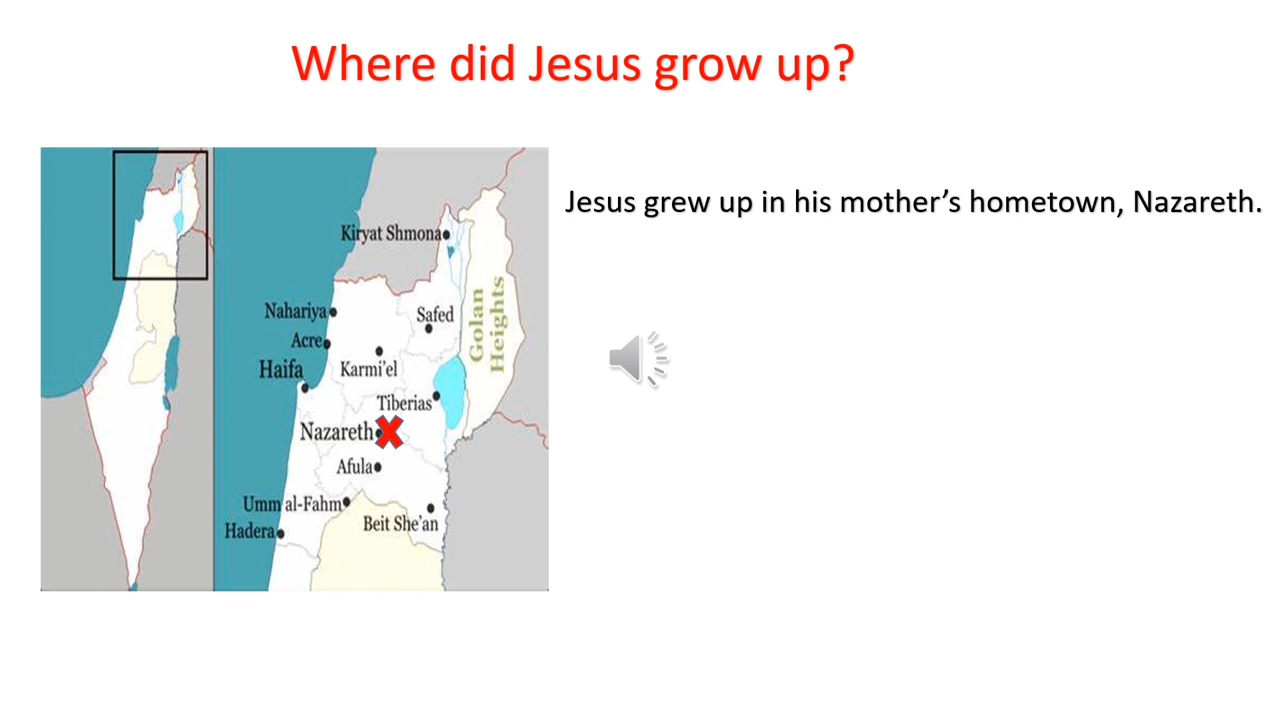 Where did Jesus grow up?
Jesus grew up in his mother’s hometown, Nazareth.
Kiryat Shmona
Nahariya
Safed
Acre
Karmi'el
Haifa
Golan
Heights
Tiberias
Nazareth
Afula
Umm al-Fahm
Beit She'an
Hadera